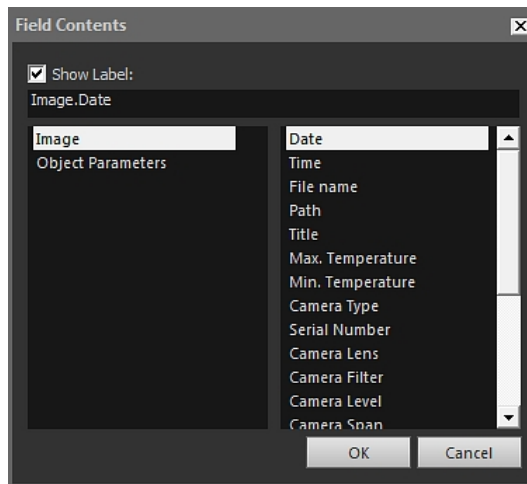 Field Contents
Show Label:
Image.Date
Image
Object Parameters
Date
Time
File name
Path
Title
Max. Temperature
Min. Temperature
Camera Type
Serial Number
Camera Lens
Camera Filter
Camera Level
Camera Span
OK
Cancel